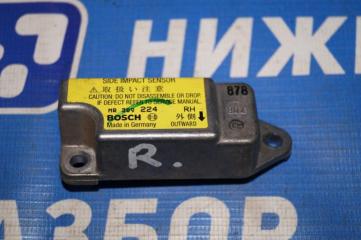 НИЖ
SIDE IMPACT SENSOR
⚠取扱い注意
CAUTION: DO NOT DISASSEMBLE OR DROP.
IF DEFECT REFER TO SERVICE MANUAL.
MR 369 224 RH
BOSCH 外側
Made in Germany OUTWARD
878
R.
РАЗБОР